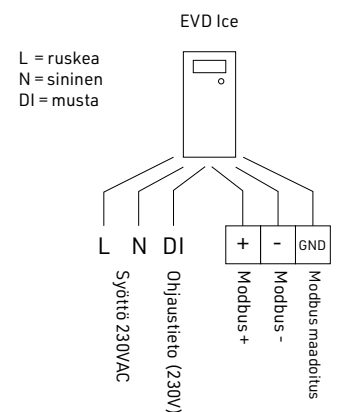 EVD Ice
L = ruskea
N = sininen
DI = musta
L N DI + - GND
Syöttö 230VAC
Ohjaustieto (230V)
Modbus +
Modbus -
Modbus maadoitus